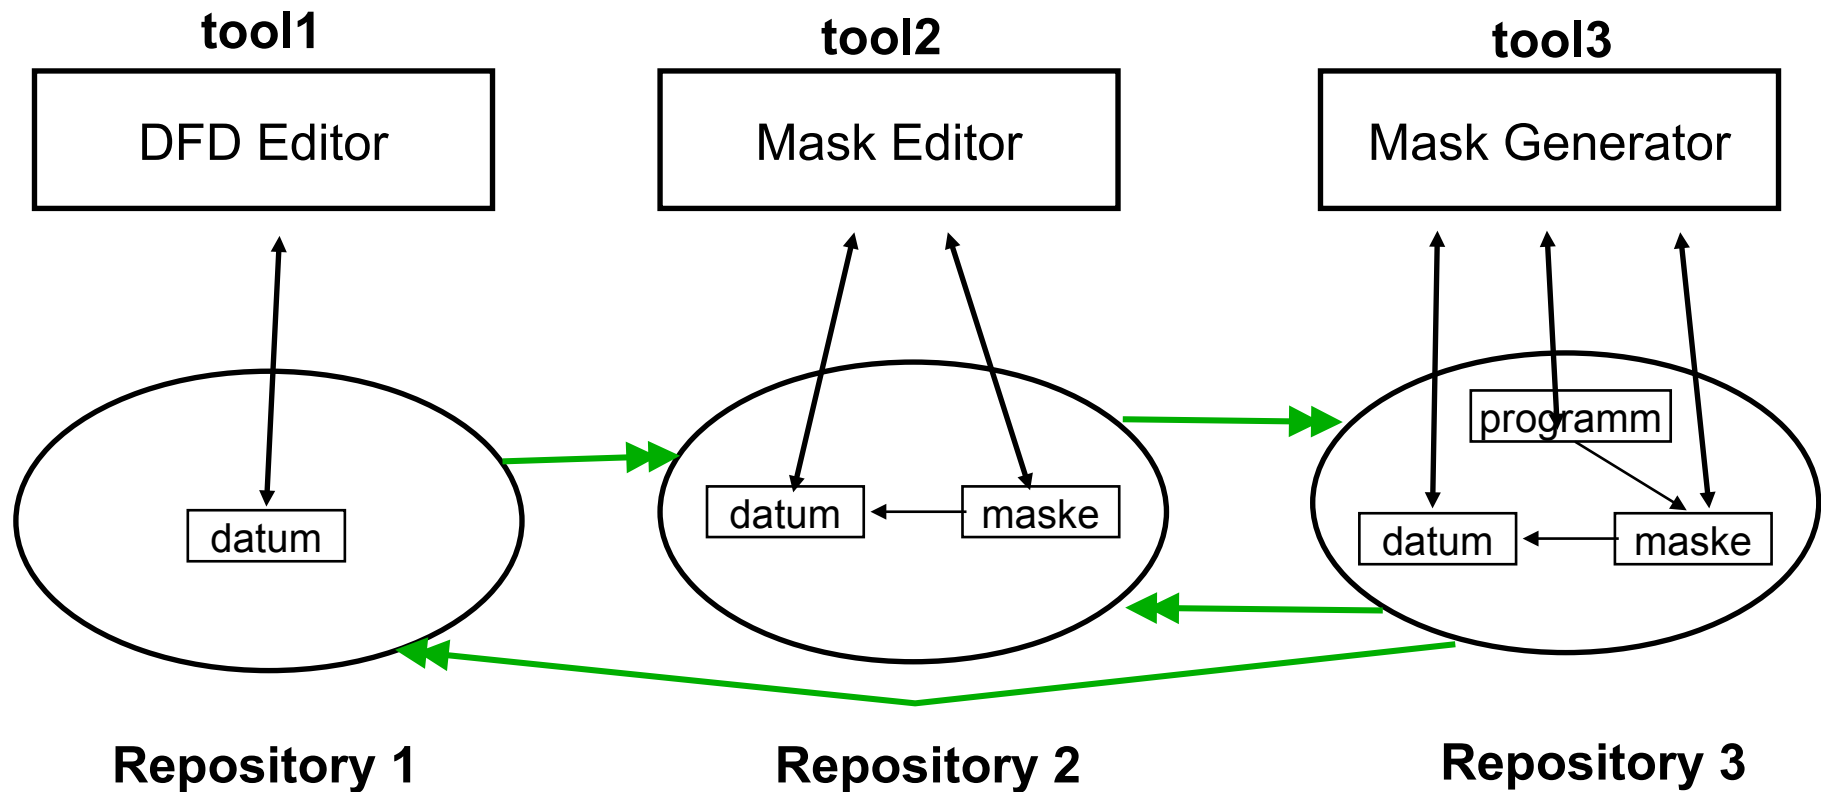 tool1
tool2
tool3
DFD Editor
Mask Editor
Mask Generator
programm
datum
datum
maske
datum
maske
Repository 1
Repository 2
Repository 3